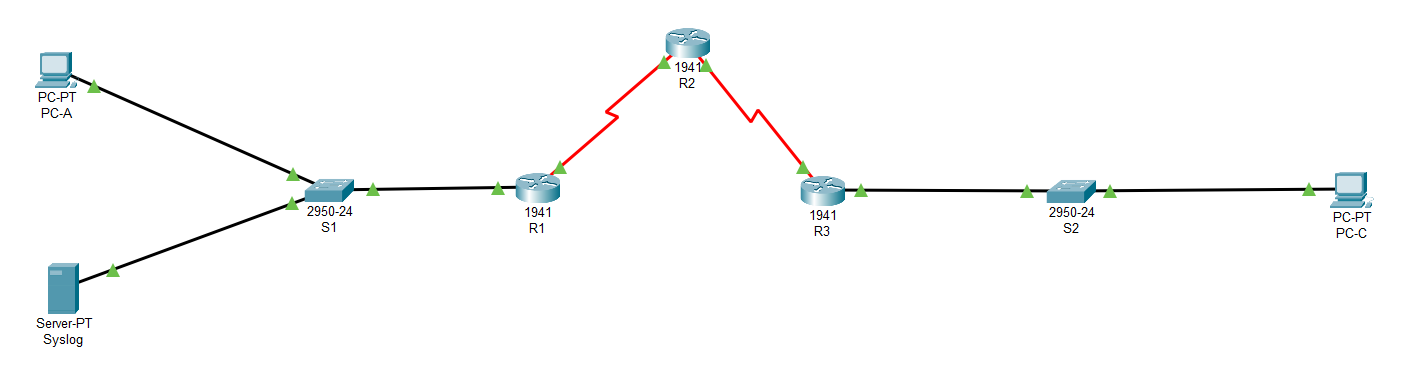 1941
R2
PC-PT
PC-A
2950-24
S1
1941
R1
1941
R3
2950-24
S2
PC-PT
PC-C
Server-PT
Syslog